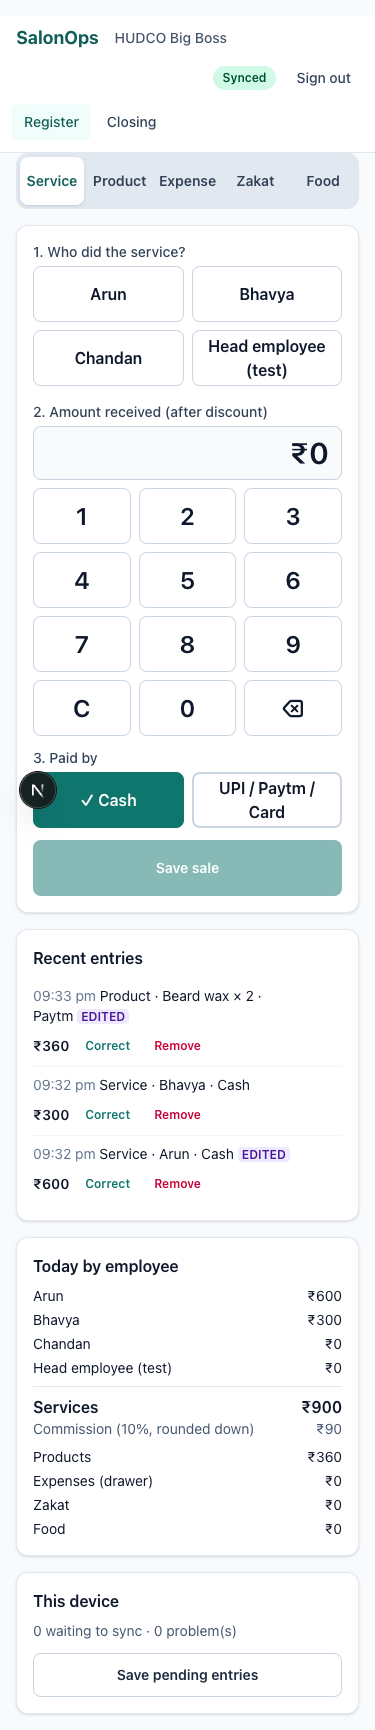 SalonOps HUDCO Big Boss
Synced Sign out
Register Closing
Service Product Expense Zakat Food
1. Who did the service?
Arun Bhavya
Chandan Head employee (test)
2. Amount received (after discount)
₹0
1 2 3
4 5 6
7 8 9
C 0
3. Paid by
N ✓ Cash UPI / Paytm / Card
Save sale
Recent entries
09:33 pm Product · Beard wax × 2 ·
Paytm EDITED
₹360 Correct Remove
09:32 pm Service · Bhavya · Cash
₹300 Correct Remove
09:32 pm Service · Arun · Cash EDITED
₹600 Correct Remove
Today by employee
Arun ₹600
Bhavya ₹300
Chandan ₹0
Head employee (test) ₹0
Services ₹900
Commission (10%, rounded down) ₹90
Products ₹360
Expenses (drawer) ₹0
Zakat ₹0
Food ₹0
This device
0 waiting to sync · 0 problem(s)
Save pending entries